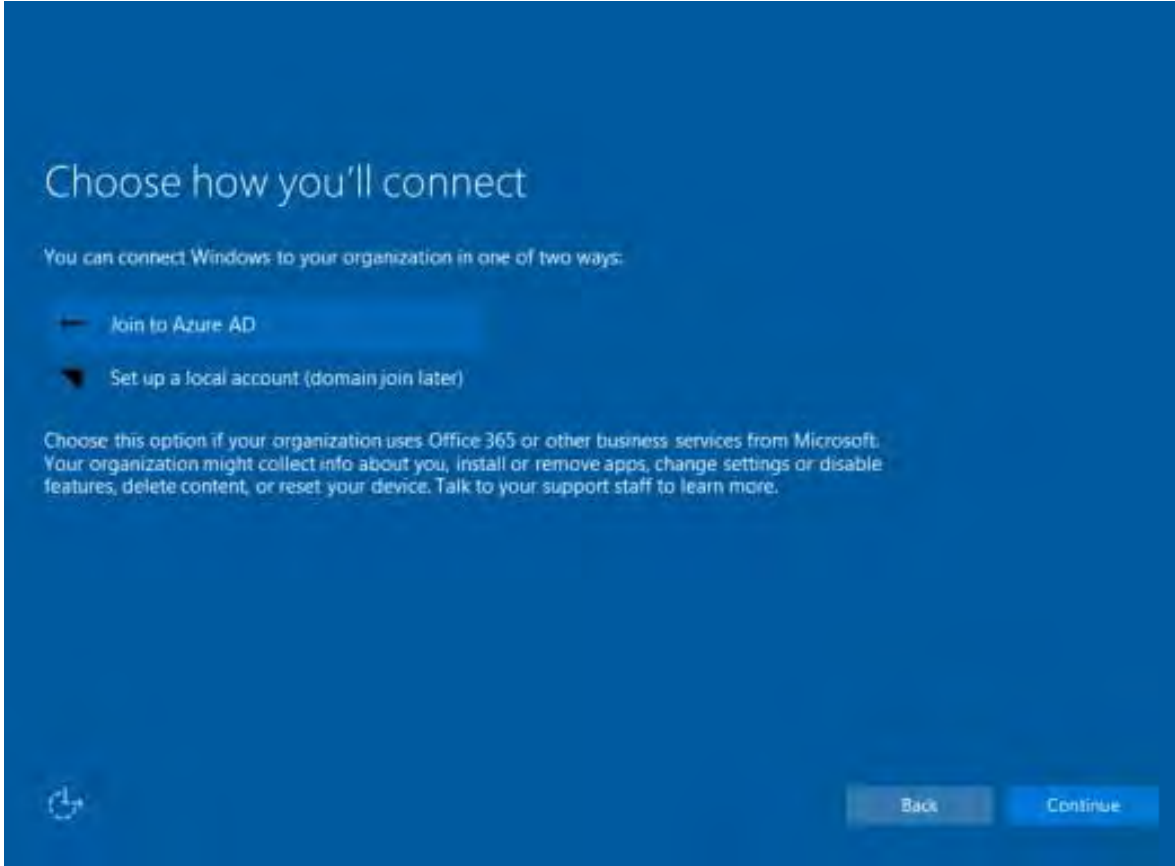 Choose how you'll connect
You can connect Windows to your organization in one of two ways:
Join to Azure AD
Set up a local account (domain join later)
Choose this option if your organization uses Office 365 or other business services from Microsoft.
Your organization might collect info about you, install or remove apps, change settings or disable
features, delete content, or reset your device. Talk to your support staff to learn more.
Back
Continue